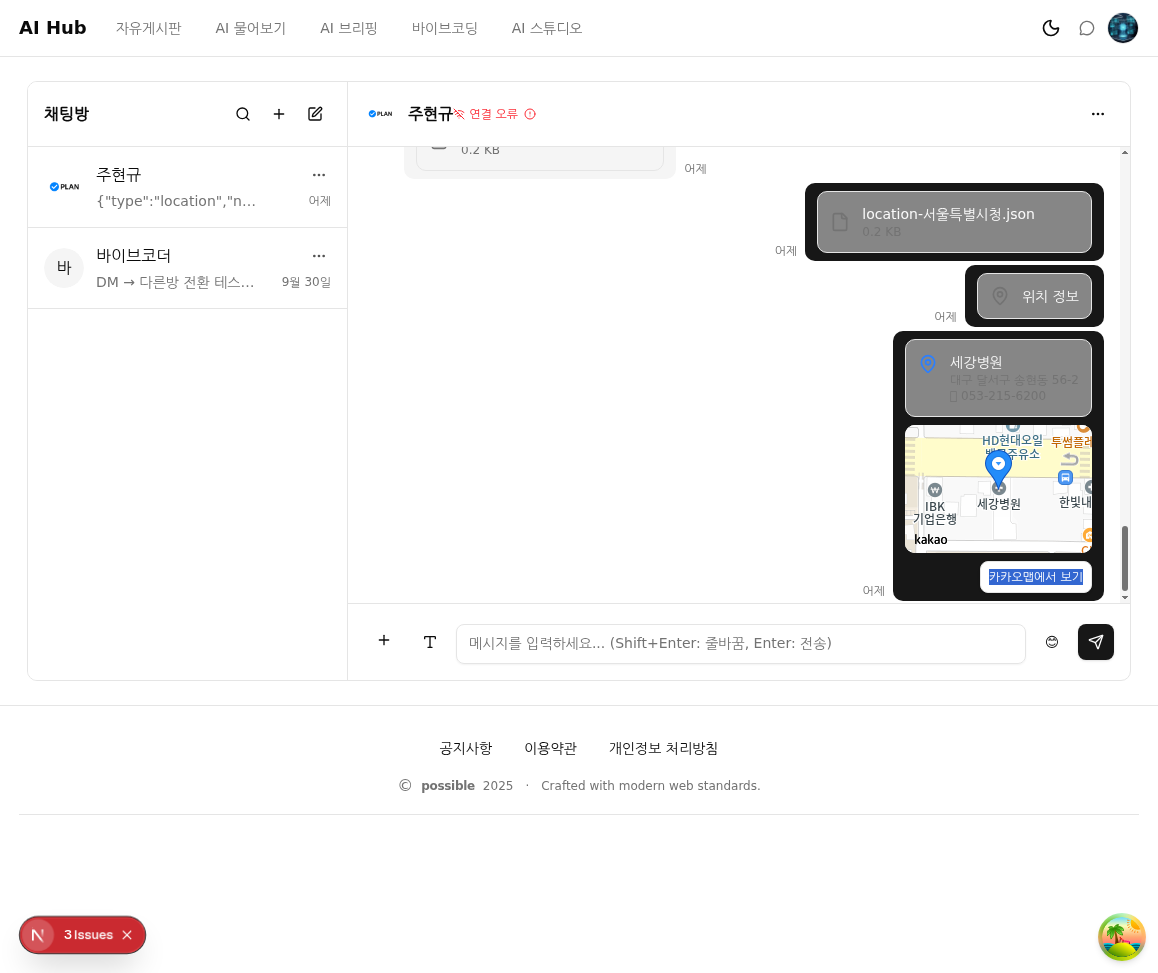 AI Hub
자유게시판
AI 물어보기
AI 브리핑
바이브코딩
AI 스튜디오
채팅방
PLAN
주현규
{"type":"location","n...
어제
바
바이브코더
DM → 다른방 전환 테스...
9월 30일
PLAN
주현규
연결 오류
0.2 KB
어제
location-서울특별시청.json
0.2 KB
어제
위치 정보
어제
세강병원
대구 달서구 송현동 56-2
053-215-6200
HD현대오일
주유소
투썸플레
IBK
기업은행
세강병원
한빛내
kakao
카카오맵에서 보기
어제
메시지를 입력하세요... (Shift+Enter: 줄바꿈, Enter: 전송)
공지사항
이용약관
개인정보 처리방침
© possible 2025 · Crafted with modern web standards.
3 Issues